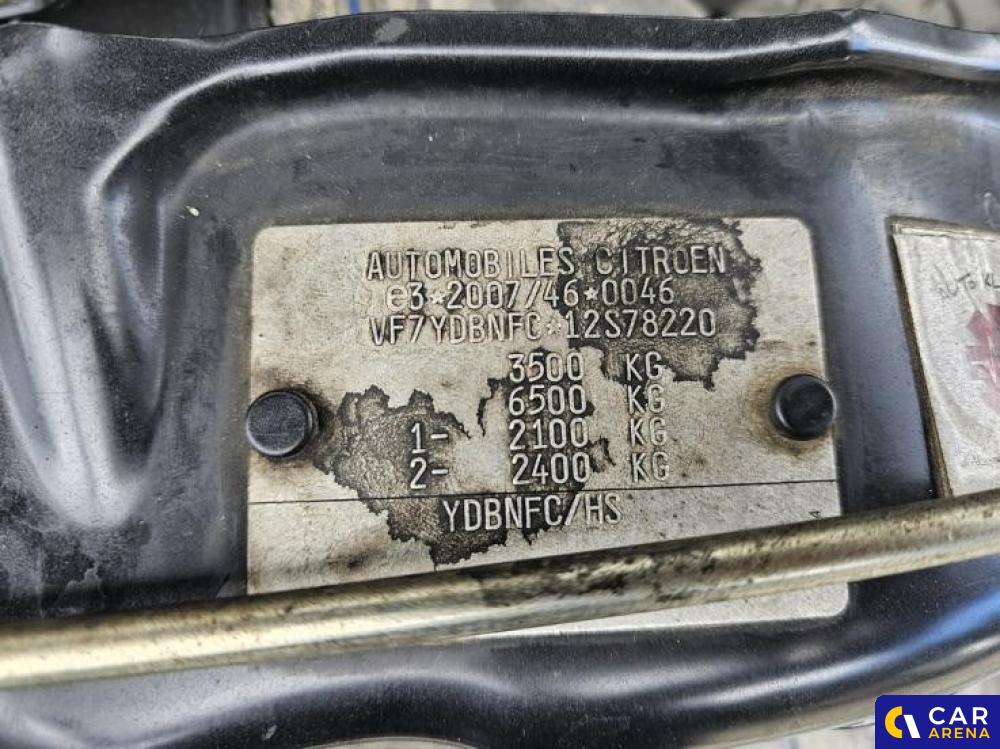 AUTOMOBILES CITROEN
e3*2007/46*0046
VF7YDBNFC*12S78220
3500 KG
6500 KG
1- 2100 KG
2- 2400 KG
YDBNFC/HS
CAR
ARENA